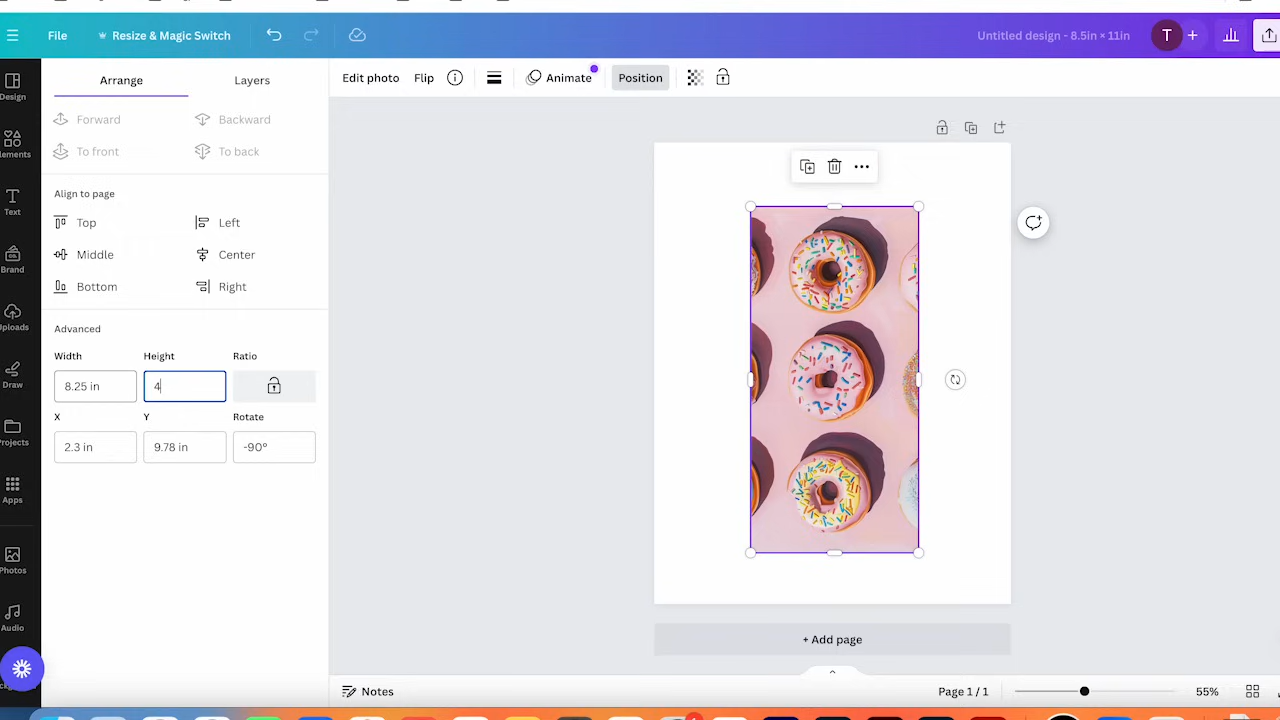 File
Resize & Magic Switch
Untitled design - 8.5in × 11in
T
Design
Elements
Text
Brand
Uploads
Draw
Projects
Apps
Photos
Audio
Arrange
Layers
Forward
Backward
To front
To back
Align to page
Top
Left
Middle
Center
Bottom
Right
Advanced
Width
Height
Ratio
8.25 in
4
X
Y
Rotate
2.3 in
9.78 in
-90°
Edit photo
Flip
Animate
Position
+ Add page
Notes
Page 1 / 1
55%